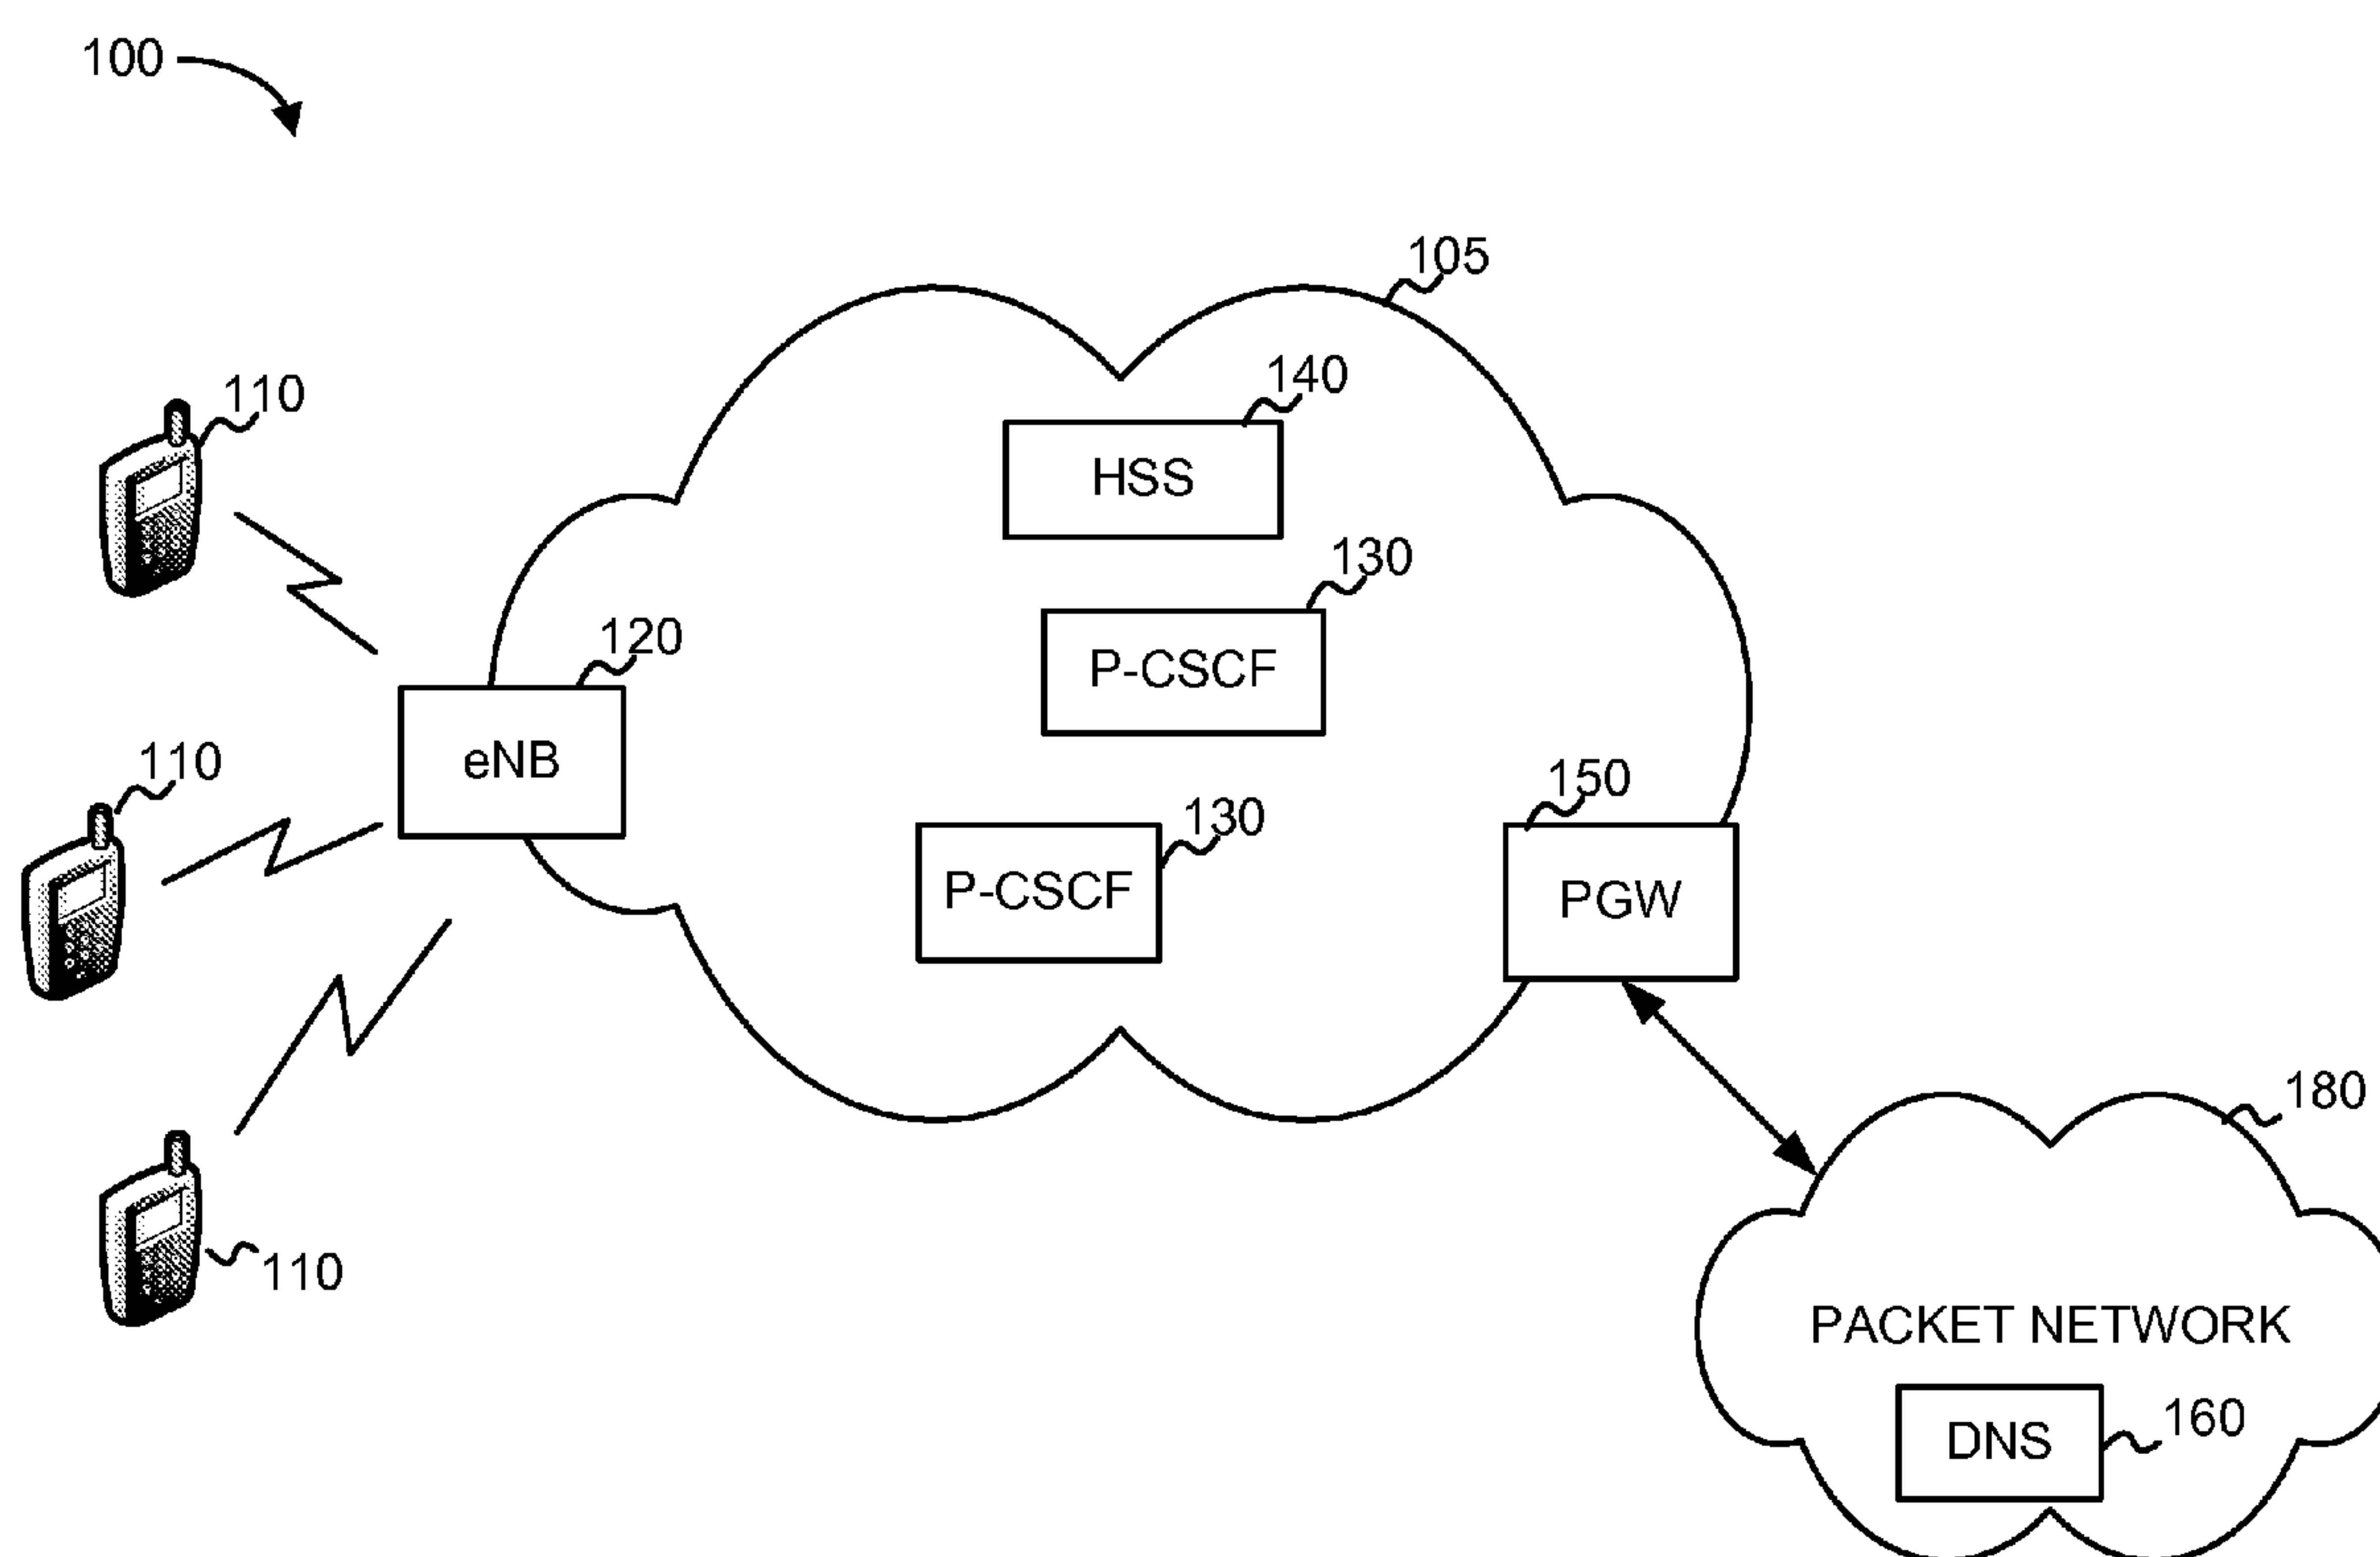 100
105
140
HSS
110
130
P-CSCF
120
eNB
110
150
130
P-CSCF
PGW
180
110
PACKET NETWORK
160
DNS